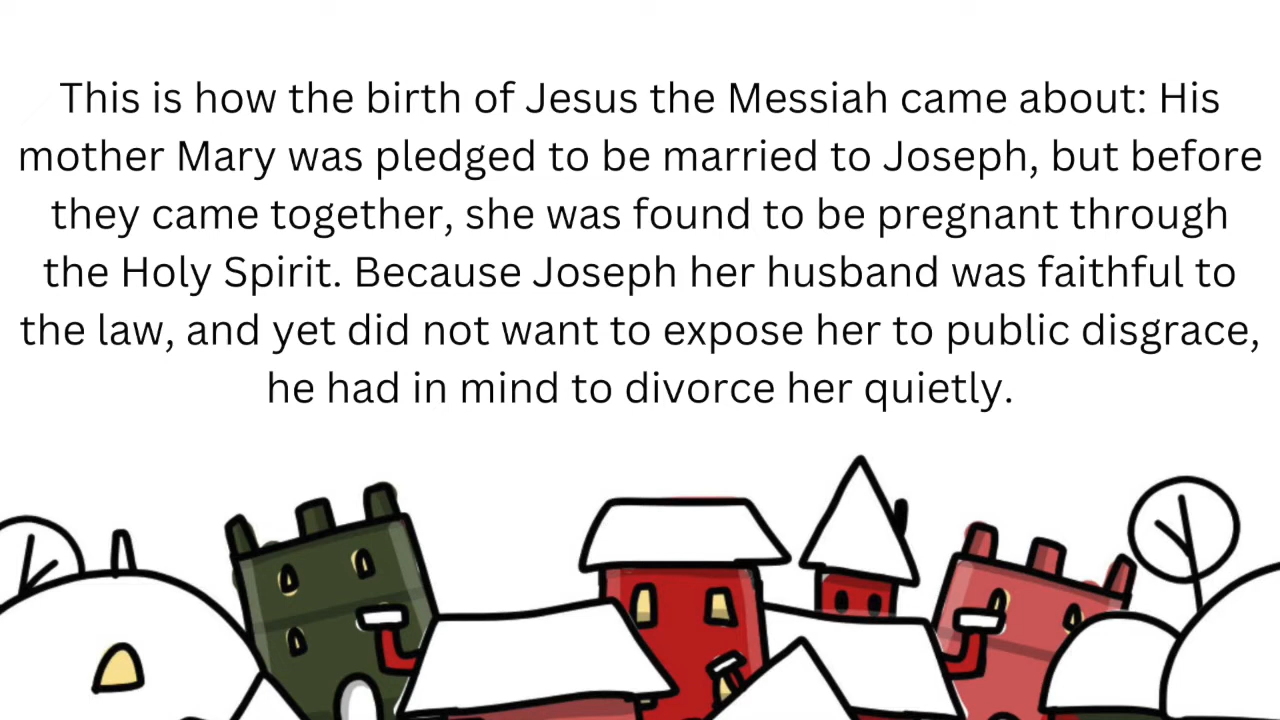 This is how the birth of Jesus the Messiah came about: His
mother Mary was pledged to be married to Joseph, but before
they came together, she was found to be pregnant through
the Holy Spirit. Because Joseph her husband was faithful to
the law, and yet did not want to expose her to public disgrace,
he had in mind to divorce her quietly.